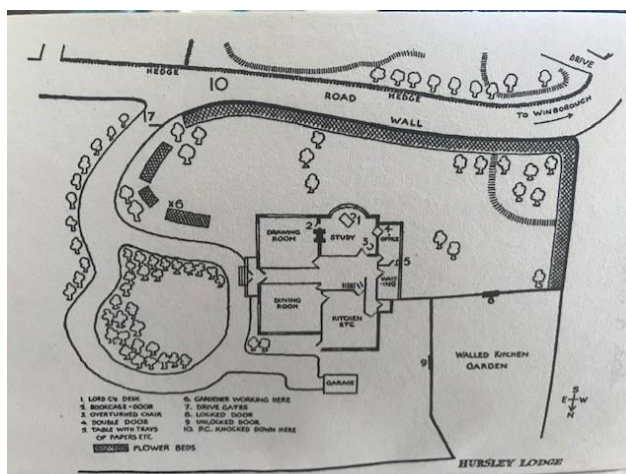 DRIVE
HEDGE
10
ROAD
HEDGE
TO WINBOROUGH
WALL
7
X6
DRAWING
ROOM
2
1
STUDY
3
4
OFFICE
5
WAIT
-ING
DINING
ROOM
KITCHEN
ETC
8
9
WALLED KITCHEN
GARDEN
GARAGE
S
E W
N
1. LORD C's DESK
2. BOOKCASE-DOOR
3. OVERTURNED CHAIR
4. DOUBLE DOOR
5. TABLE WITH TRAYS
OF PAPERS ETC.
6. GARDENER WORKING HERE
7. DRIVE GATES
8. LOCKED DOOR
9. UNLOCKED DOOR
10. P.C. KNOCKED DOWN HERE
FLOWER BEDS
HURSLEY LODGE